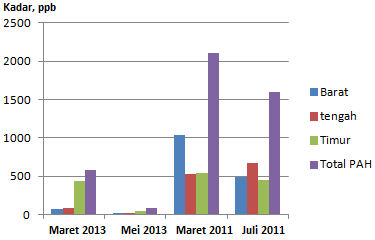 Kadar, ppb
2500
2000
1500
1000
500
0
Maret 2013 Mei 2013 Maret 2011 Juli 2011
Barat
tengah
Timur
Total PAH